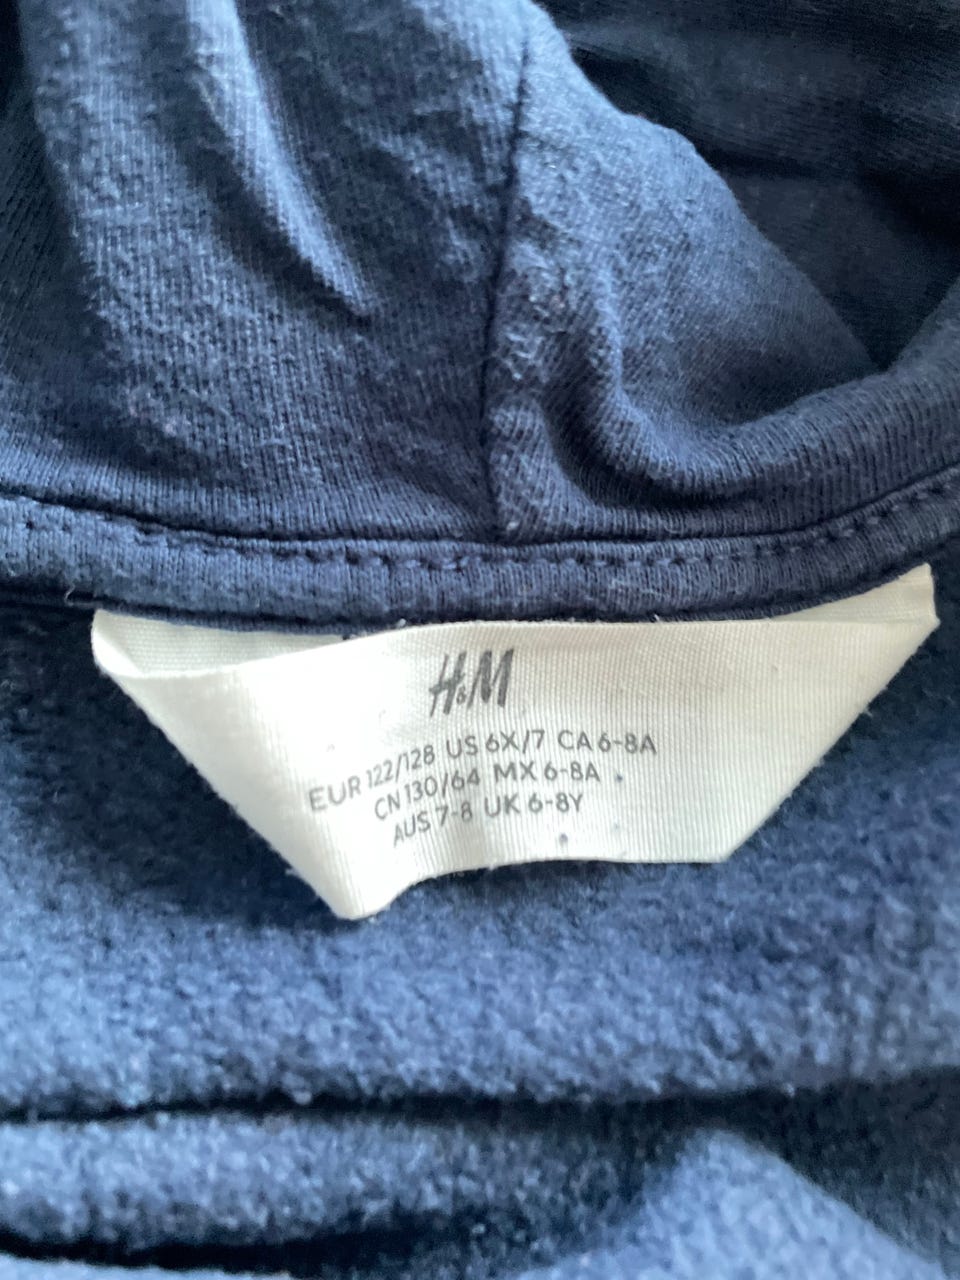 H&M
EUR 122/128 US 6X/7 CA 6-8A
CN 130/64 MX 6-8A
AUS 7-8 UK 6-8Y